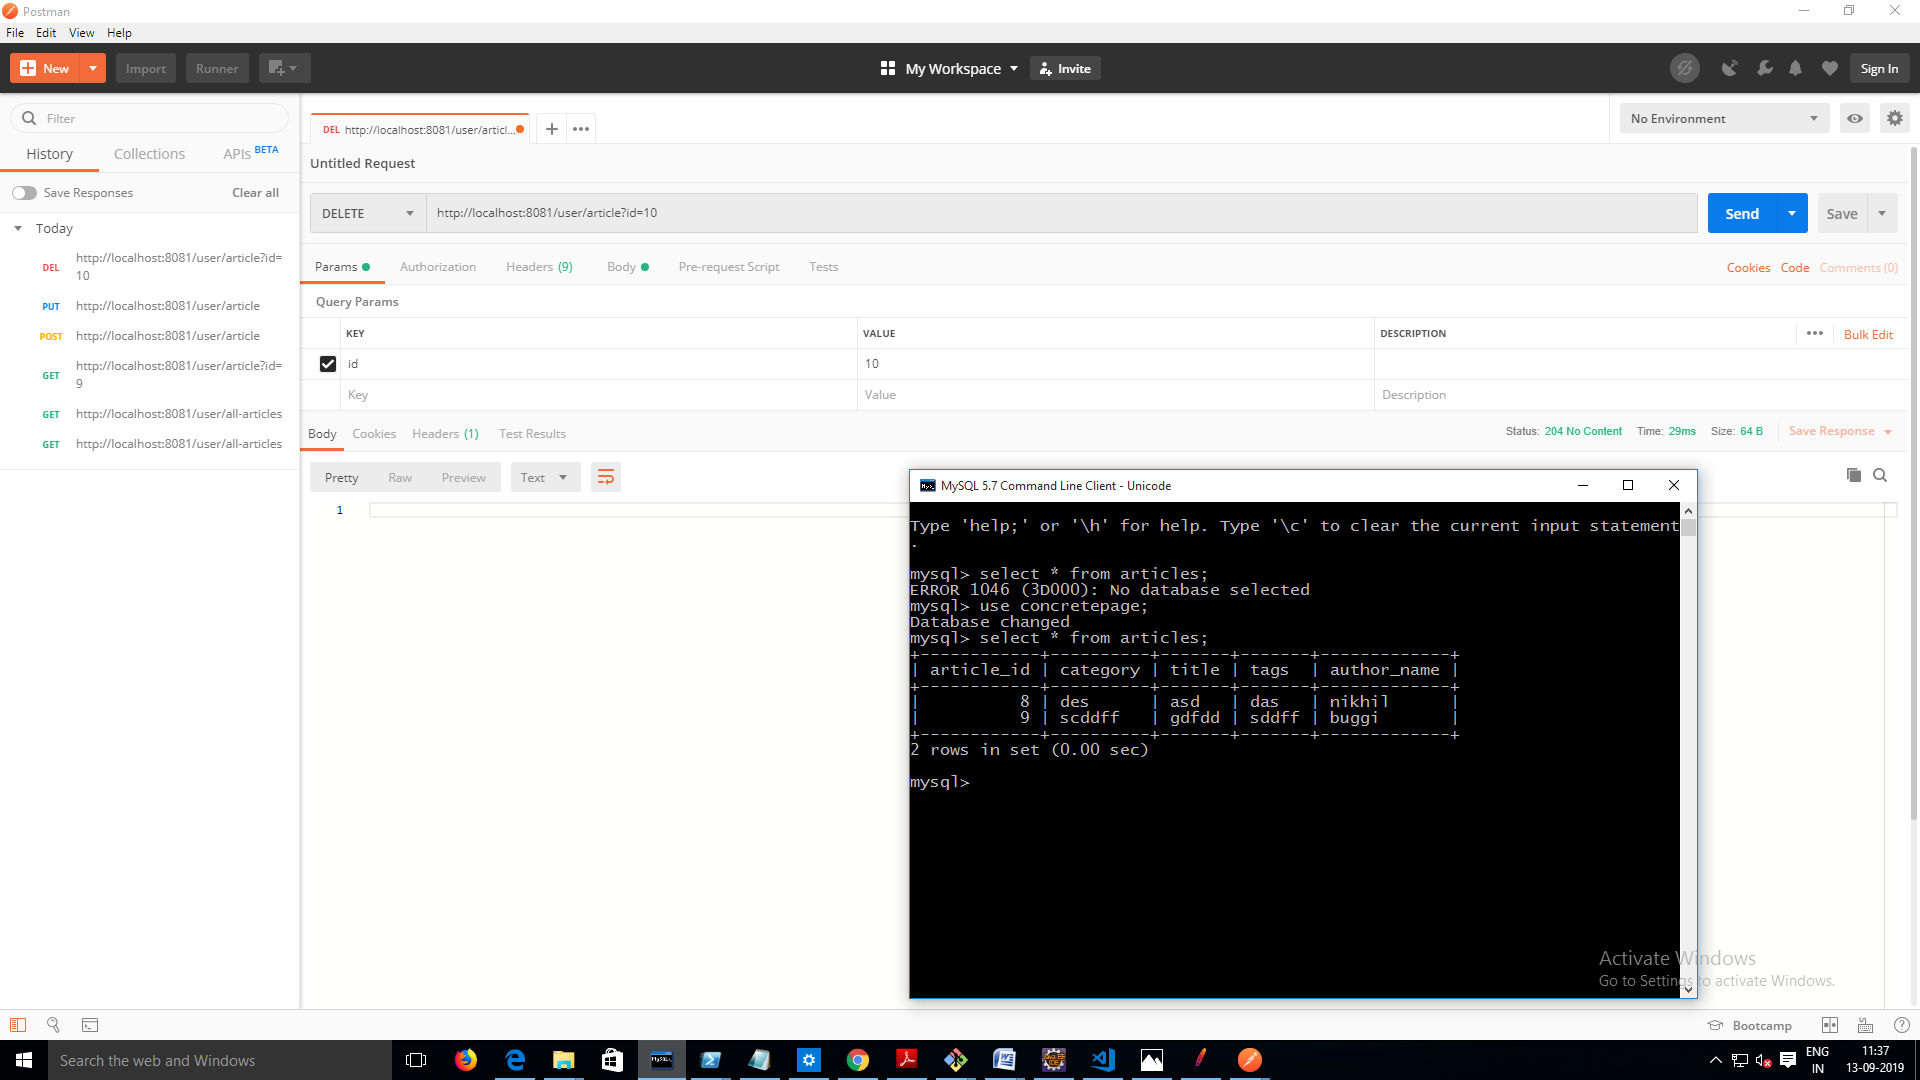 Postman
File Edit View Help
New Import Runner My Workspace Invite Sign In
Filter
History Collections APIs BETA
Save Responses Clear all
Today
DEL http://localhost:8081/user/article?id=
10
PUT http://localhost:8081/user/article
POST http://localhost:8081/user/article
GET http://localhost:8081/user/article?id=
9
GET http://localhost:8081/user/all-articles
GET http://localhost:8081/user/all-articles
DEL http://localhost:8081/user/articl...
No Environment
Untitled Request
DELETE http://localhost:8081/user/article?id=10 Send Save
Params Authorization Headers (9) Body Pre-request Script Tests Cookies Code Comments (0)
Query Params
KEY VALUE DESCRIPTION ••• Bulk Edit
id 10
Key Value Description
Body Cookies Headers (1) Test Results Status: 204 No Content Time: 29ms Size: 64 B Save Response
Pretty Raw Preview Text
1
MySQL 5.7 Command Line Client - Unicode
Type 'help;' or '\h' for help. Type '\c' to clear the current input statement
.
mysql> select * from articles;
ERROR 1046 (3D000): No database selected
mysql> use concretepage;
Database changed
mysql> select * from articles;
+------------+----------+-------+-------+-------------+
| article_id | category | title | tags  | author_name |
+------------+----------+-------+-------+-------------+
|          8 | des      | asd   | das   | nikhil      |
|          9 | scddff   | gdfdd | sddff | buggi       |
+------------+----------+-------+-------+-------------+
2 rows in set (0.00 sec)
mysql>
Activate Windows
Go to Settings to activate Windows.
Bootcamp
Search the web and Windows
ENG
IN
11:37
13-09-2019